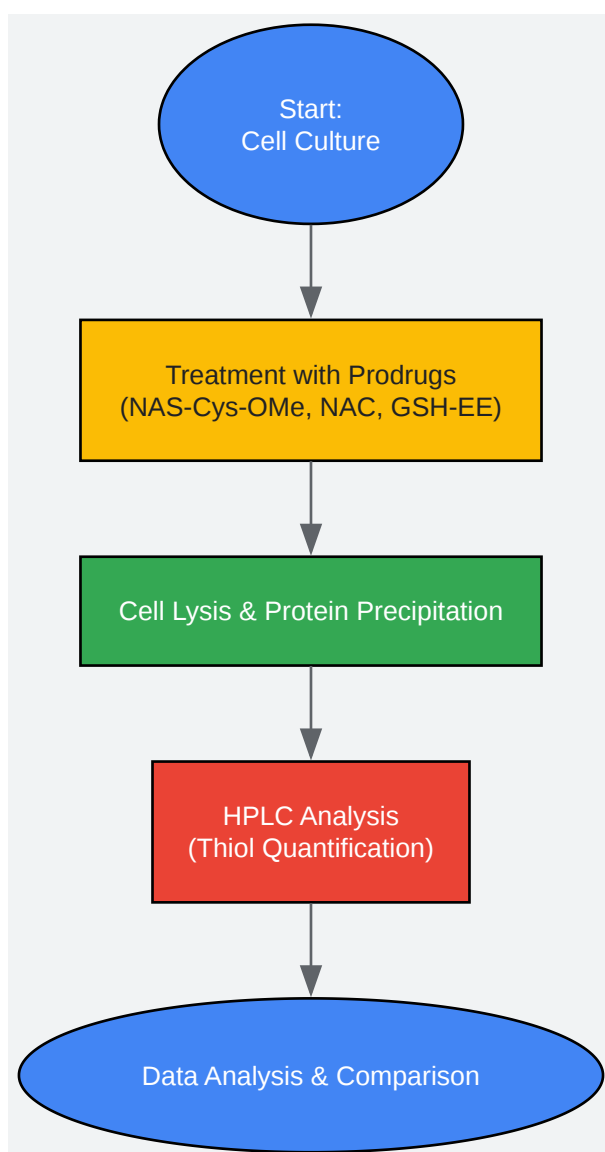 Start:
Cell Culture
Treatment with Prodrugs
(NAS-Cys-OMe, NAC, GSH-EE)
Cell Lysis & Protein Precipitation
HPLC Analysis
(Thiol Quantification)
Data Analysis & Comparison